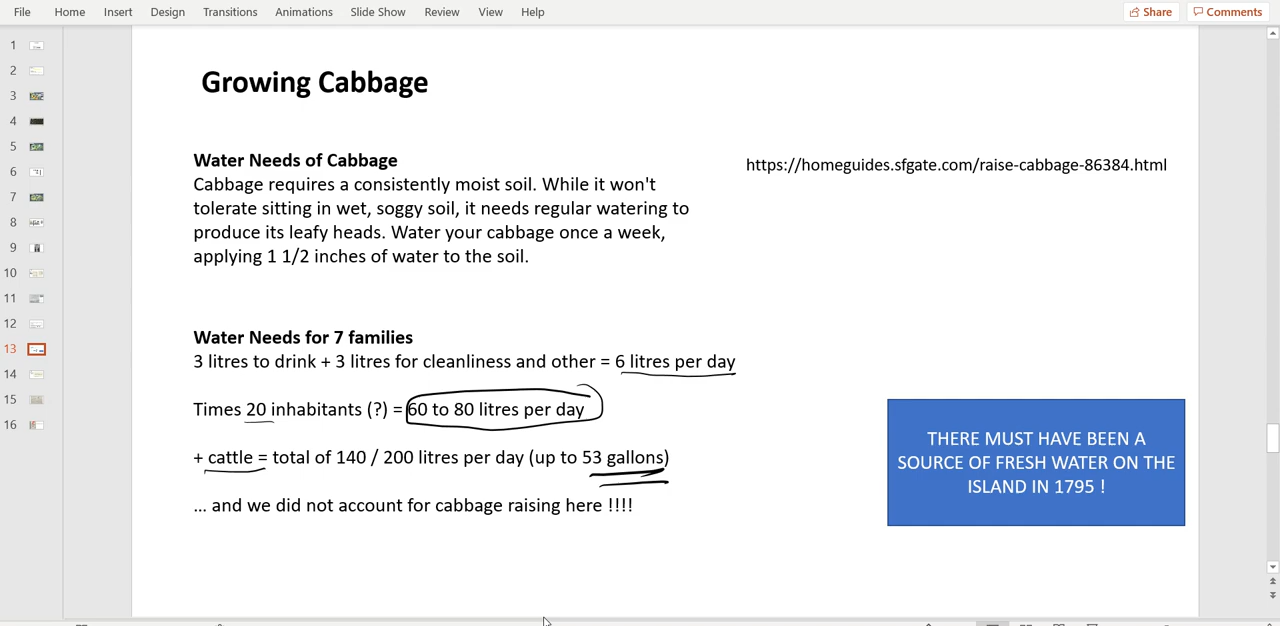 File Home Insert Design Transitions Animations Slide Show Review View Help Share Comments
1
2
3
4
5
6
7
8
9
10
11
12
13
14
15
16
Growing Cabbage
Water Needs of Cabbage
Cabbage requires a consistently moist soil. While it won't
tolerate sitting in wet, soggy soil, it needs regular watering to
produce its leafy heads. Water your cabbage once a week,
applying 1 1/2 inches of water to the soil.
https://homeguides.sfgate.com/raise-cabbage-86384.html
Water Needs for 7 families
3 litres to drink + 3 litres for cleanliness and other = 6 litres per day
Times 20 inhabitants (?) = 60 to 80 litres per day
+ cattle = total of 140 / 200 litres per day (up to 53 gallons)
... and we did not account for cabbage raising here !!!!
THERE MUST HAVE BEEN A
SOURCE OF FRESH WATER ON THE
ISLAND IN 1795 !